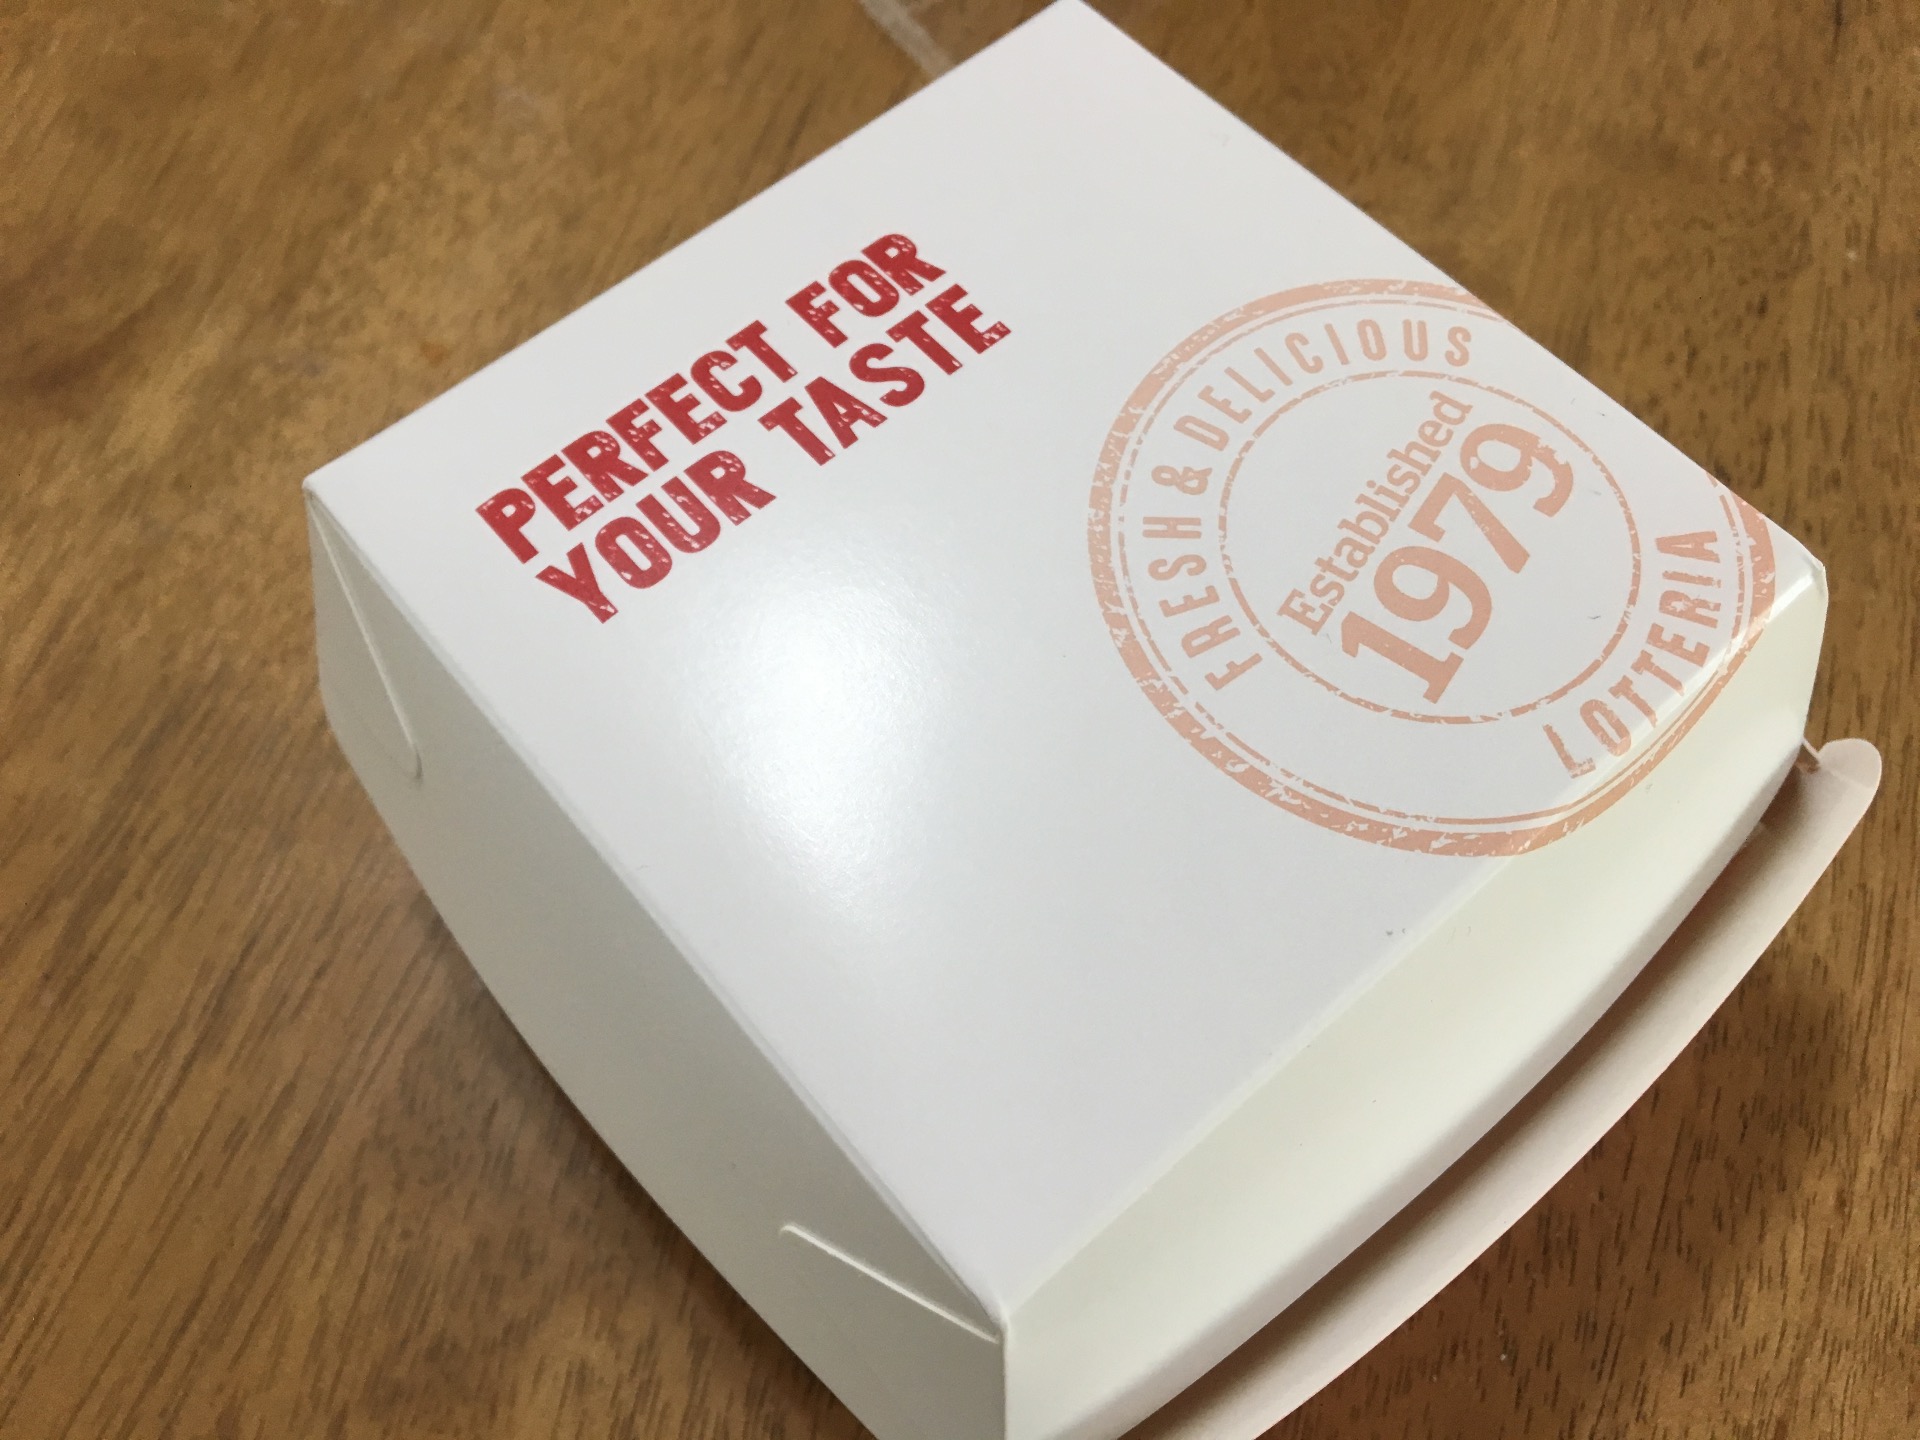 PERFECT FOR
YOUR TASTE
FRESH & DELICIOUS
Established
1979
LOTTERIA